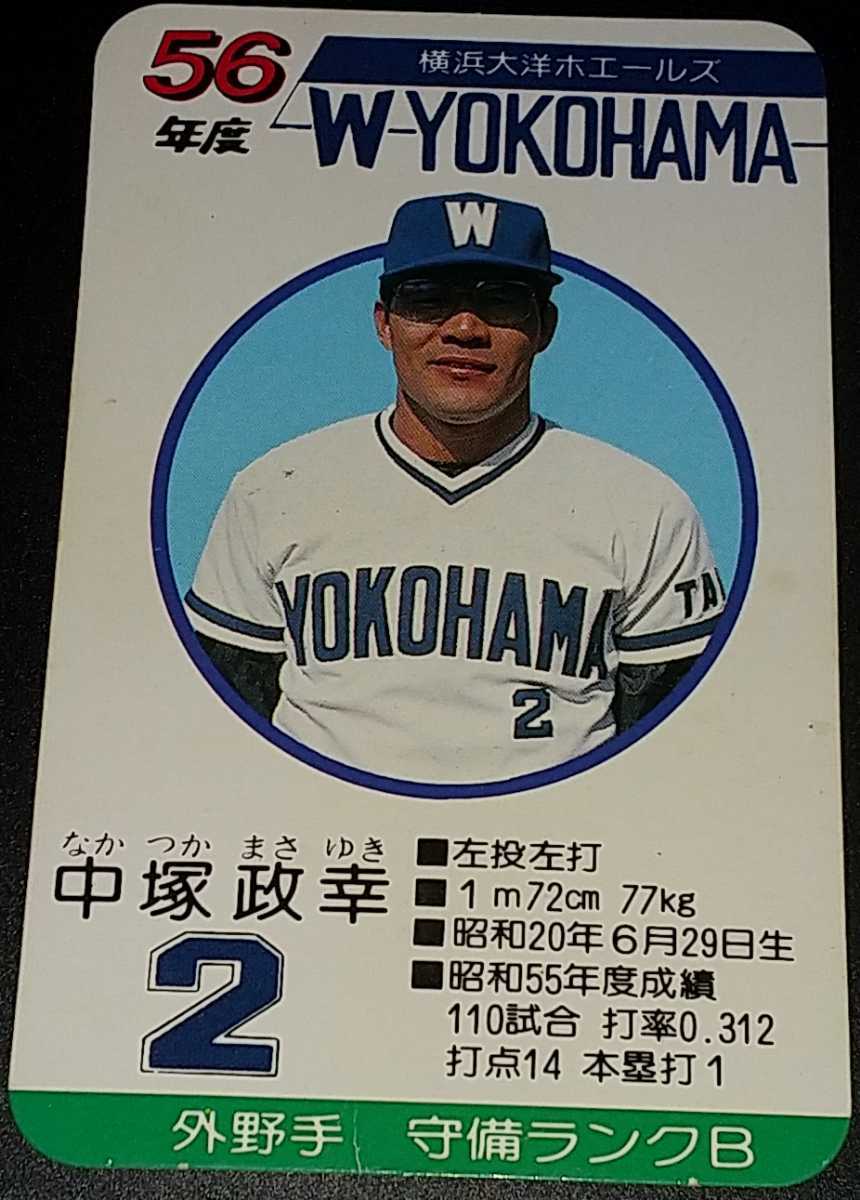 56
年度
横浜大洋ホエールズ
W-YOKOHAMA
W
YOKOHAMA
TAI
2
なか つか まさ ゆき
中塚政幸
2
■左投左打
■1m72cm 77kg
■昭和20年6月29日生
■昭和55年度成績
110試合 打率0.312
打点14 本塁打1
外野手 守備ランクB